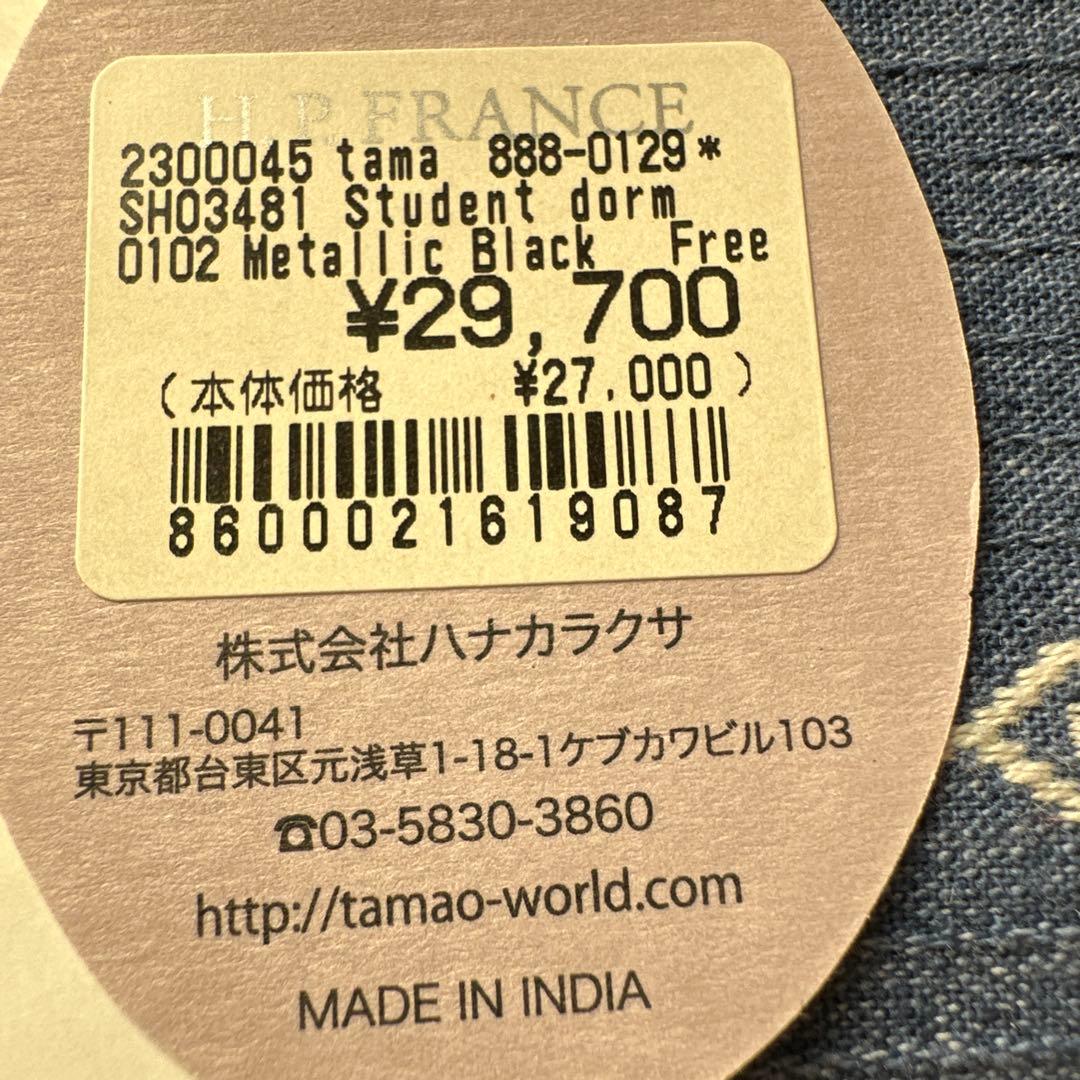 H.P.FRANCE
2300045 tama 888-0129*
SH03481 Student dorm
0102 Metallic Black Free
¥29,700
(本体価格 ¥27,000)
8600021619087
株式会社ハナカラクサ
〒111-0041
東京都台東区元浅草1-18-1ケブカワビル103
☎03-5830-3860
http://tamao-world.com
MADE IN INDIA